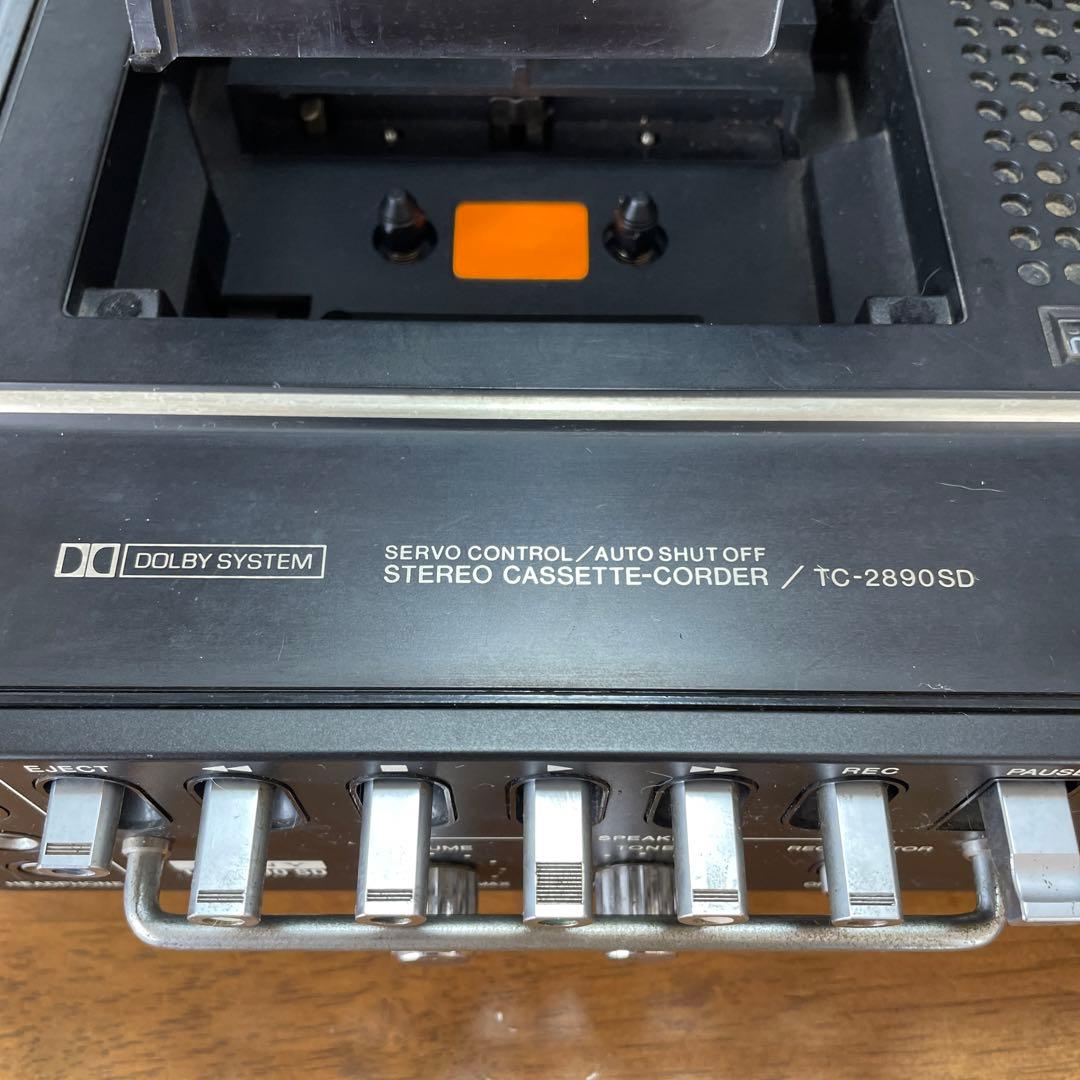 DOLBY SYSTEM
SERVO CONTROL/AUTO SHUT OFF
STEREO CASSETTE-CORDER / TC-2890SD
EJECT
REC
PAUSE